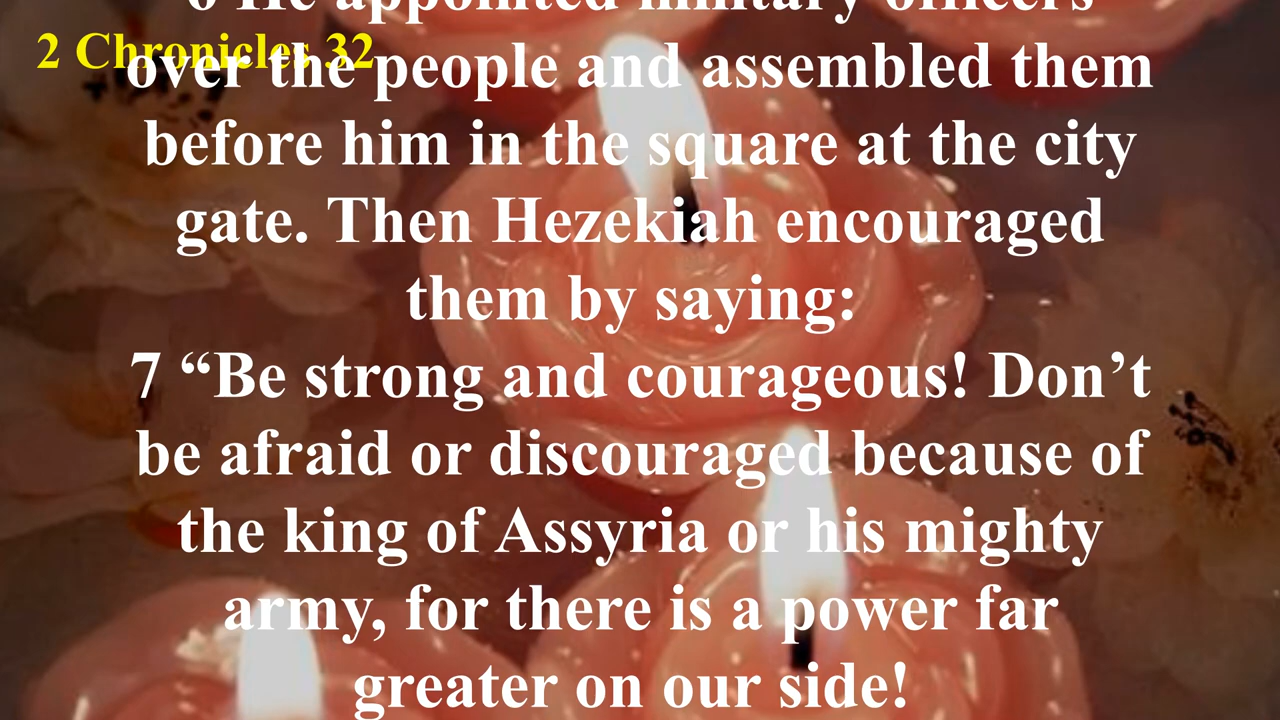 6 He appointed military officers
2 Chronicles 32
over the people and assembled them
before him in the square at the city
gate. Then Hezekiah encouraged
them by saying:
7 “Be strong and courageous! Don’t
be afraid or discouraged because of
the king of Assyria or his mighty
army, for there is a power far
greater on our side!